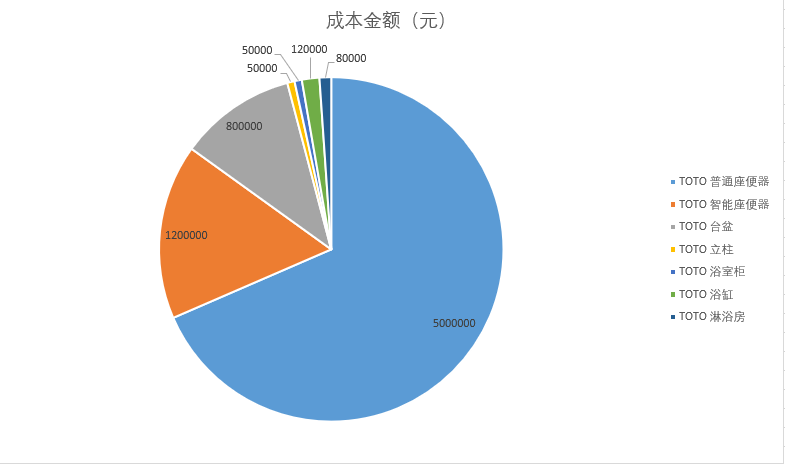 成本金额（元）
50000
120000
80000
50000
800000
1200000
5000000
TOTO 普通座便器
TOTO 智能座便器
TOTO 台盆
TOTO 立柱
TOTO 浴室柜
TOTO 浴缸
TOTO 淋浴房